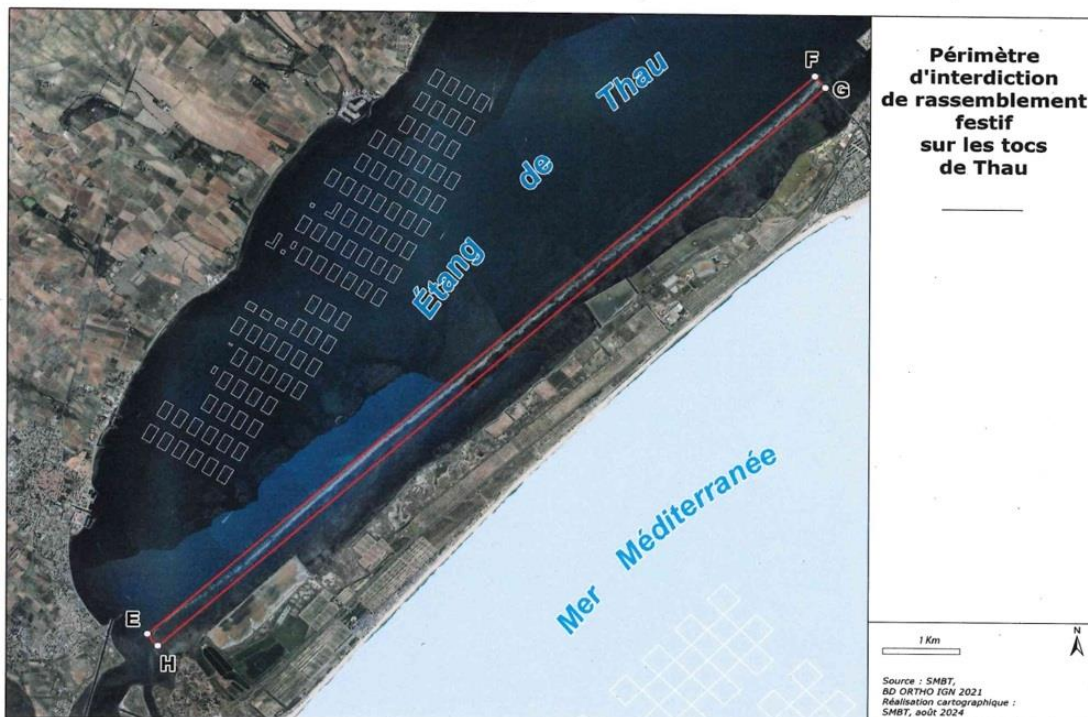 Périmètre
d'interdiction
de rassemblement
festif
sur les tocs
de Thau
F
G
Étang de Thau
E
H
Mer Méditerranée
1 Km
N
Source : SMBT,
BD ORTHO IGN 2021
Réalisation cartographique :
SMBT, août 2024